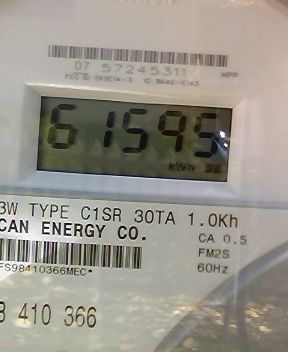 07 57245311 MPP
61595
kWh
3W TYPE C1SR 30TA 1.0Kh
CAN ENERGY CO. CA 0.5
FM2S
FS98410366MEC* 60Hz
8 410 366